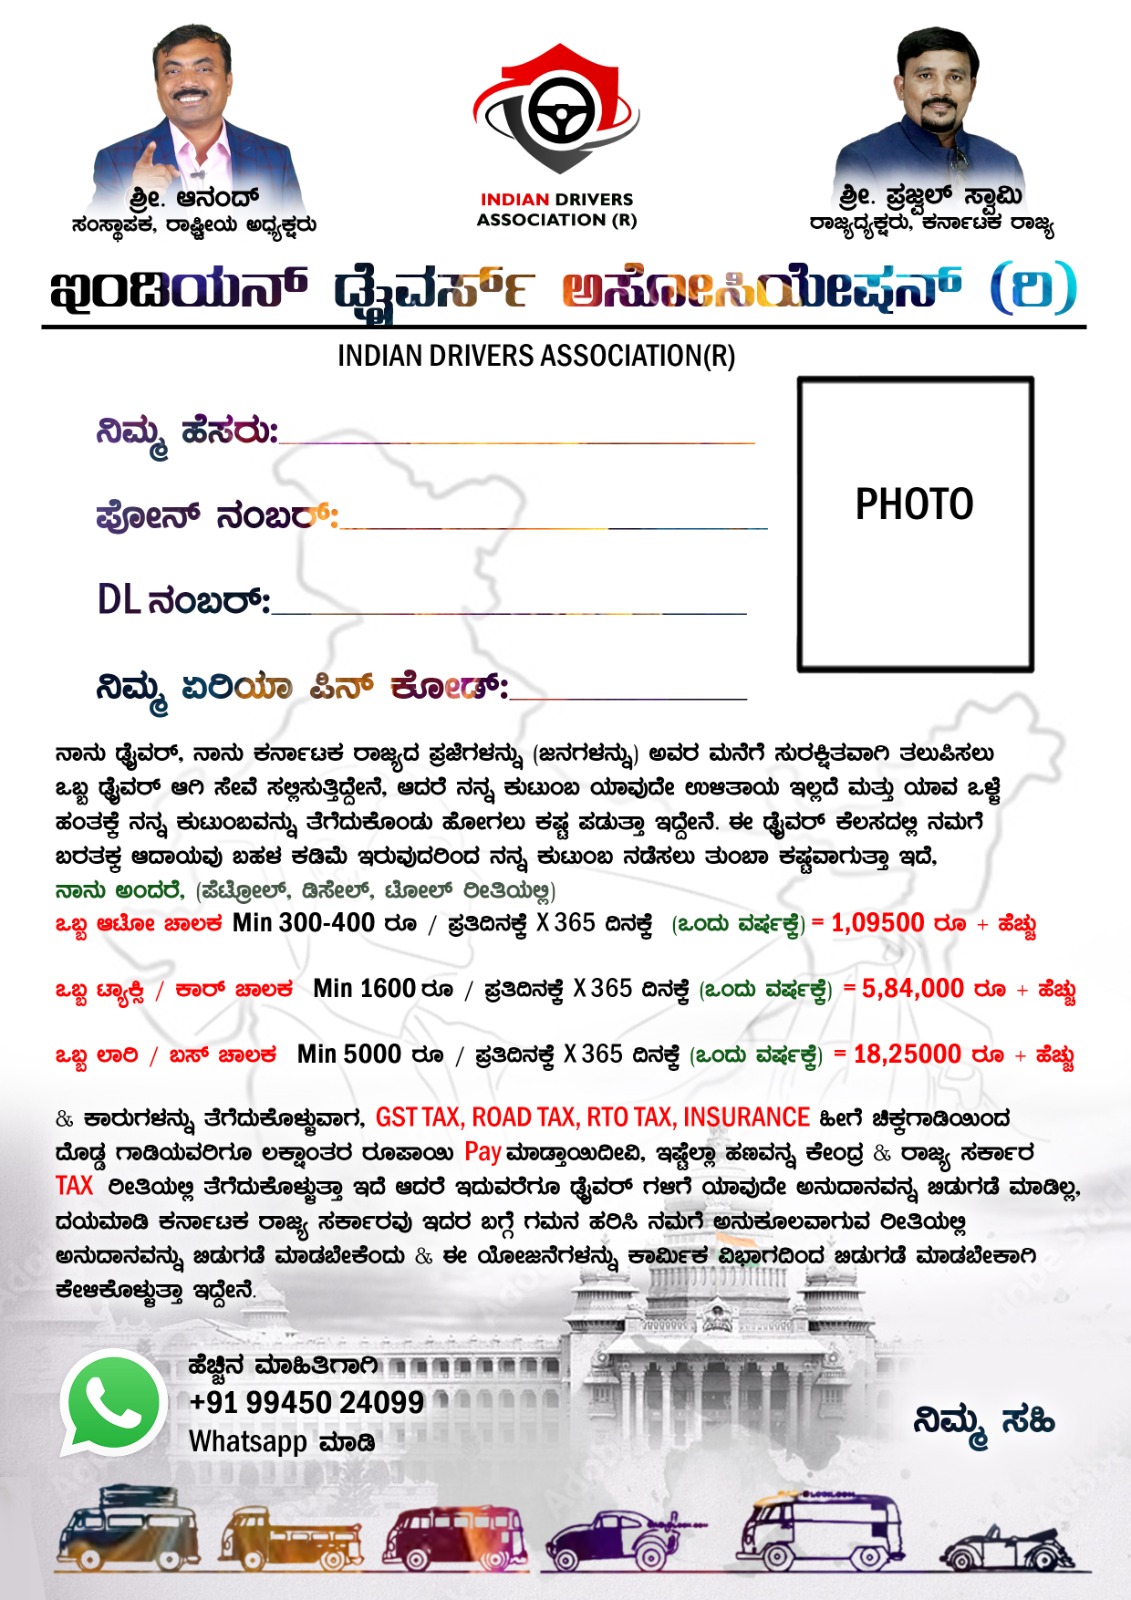 ಶ್ರೀ. ಆನಂದ್
ಸಂಸ್ಥಾಪಕ, ರಾಷ್ಟ್ರೀಯ ಅಧ್ಯಕ್ಷರು
INDIAN DRIVERS
ASSOCIATION (R)
ಶ್ರೀ. ಪ್ರಜ್ವಲ್ ಸ್ವಾಮಿ
ರಾಜ್ಯದ್ಯಕ್ಷರು, ಕರ್ನಾಟಕ ರಾಜ್ಯ
ಇಂಡಿಯನ್ ಡ್ರೈವರ್ಸ್ ಅಸೋಸಿಯೇಷನ್ (ರಿ)
INDIAN DRIVERS ASSOCIATION(R)
ನಿಮ್ಮ ಹೆಸರು:
PHOTO
ಫೋನ್ ನಂಬರ್:
DL ನಂಬರ್:
ನಿಮ್ಮ ಏರಿಯಾ ಪಿನ್ ಕೋಡ್:
ನಾನು ಡ್ರೈವರ್, ನಾನು ಕರ್ನಾಟಕ ರಾಜ್ಯದ ಪ್ರಜೆಗಳನ್ನು (ಜನಗಳನ್ನು) ಅವರ ಮನೆಗೆ ಸುರಕ್ಷಿತವಾಗಿ ತಲುಪಿಸಲು
ಒಬ್ಬ ಡ್ರೈವರ್ ಆಗಿ ಸೇವೆ ಸಲ್ಲಿಸುತ್ತಿದ್ದೇನೆ, ಆದರೆ ನನ್ನ ಕುಟುಂಬ ಯಾವುದೇ ಉಳಿತಾಯ ಇಲ್ಲದೆ ಮತ್ತು ಯಾವ ಒಳ್ಳೆ
ಹಂತಕ್ಕೆ ನನ್ನ ಕುಟುಂಬವನ್ನು ತೆಗೆದುಕೊಂಡು ಹೋಗಲು ಕಷ್ಟ ಪಡುತ್ತಾ ಇದ್ದೇನೆ. ಈ ಡ್ರೈವರ್ ಕೆಲಸದಲ್ಲಿ ನಮಗೆ
ಬರತಕ್ಕ ಆದಾಯವು ಬಹಳ ಕಡಿಮೆ ಇರುವುದರಿಂದ ನನ್ನ ಕುಟುಂಬ ನಡೆಸಲು ತುಂಬಾ ಕಷ್ಟವಾಗುತ್ತಾ ಇದೆ,
ನಾನು ಅಂದರೆ, (ಪೆಟ್ರೋಲ್, ಡಿಸೇಲ್, ಟೋಲ್ ರೀತಿಯಲ್ಲಿ)
ಒಬ್ಬ ಆಟೋ ಚಾಲಕ Min 300-400 ರೂ / ಪ್ರತಿದಿನಕ್ಕೆ X 365 ದಿನಕ್ಕೆ (ಒಂದು ವರ್ಷಕ್ಕೆ) = 1,09500 ರೂ + ಹೆಚ್ಚು
ಒಬ್ಬ ಟ್ಯಾಕ್ಸಿ / ಕಾರ್ ಚಾಲಕ Min 1600 ರೂ / ಪ್ರತಿದಿನಕ್ಕೆ X 365 ದಿನಕ್ಕೆ (ಒಂದು ವರ್ಷಕ್ಕೆ) = 5,84,000 ರೂ + ಹೆಚ್ಚು
ಒಬ್ಬ ಲಾರಿ / ಬಸ್ ಚಾಲಕ Min 5000 ರೂ / ಪ್ರತಿದಿನಕ್ಕೆ X 365 ದಿನಕ್ಕೆ (ಒಂದು ವರ್ಷಕ್ಕೆ) = 18,25000 ರೂ + ಹೆಚ್ಚು
& ಕಾರುಗಳನ್ನು ತೆಗೆದುಕೊಳ್ಳುವಾಗ, GST TAX, ROAD TAX, RTO TAX, INSURANCE ಹೀಗೆ ಚಿಕ್ಕಗಾಡಿಯಿಂದ
ದೊಡ್ಡ ಗಾಡಿಯವರಿಗೂ ಲಕ್ಷಾಂತರ ರೂಪಾಯಿ Pay ಮಾಡ್ತಾಯಿದೀವಿ, ಇಷ್ಟೆಲ್ಲಾ ಹಣವನ್ನ ಕೇಂದ್ರ & ರಾಜ್ಯ ಸರ್ಕಾರ
TAX ರೀತಿಯಲ್ಲಿ ತೆಗೆದುಕೊಳ್ಳುತ್ತಾ ಇದೆ ಆದರೆ ಇದುವರೆಗೂ ಡ್ರೈವರ್ ಗಳಿಗೆ ಯಾವುದೇ ಅನುದಾನವನ್ನ ಬಿಡುಗಡೆ ಮಾಡಿಲ್ಲ,
ದಯಮಾಡಿ ಕರ್ನಾಟಕ ರಾಜ್ಯ ಸರ್ಕಾರವು ಇದರ ಬಗ್ಗೆ ಗಮನ ಹರಿಸಿ ನಮಗೆ ಅನುಕೂಲವಾಗುವ ರೀತಿಯಲ್ಲಿ
ಅನುದಾನವನ್ನು ಬಿಡುಗಡೆ ಮಾಡಬೇಕೆಂದು & ಈ ಯೋಜನೆಗಳನ್ನು ಕಾರ್ಮಿಕ ವಿಭಾಗದಿಂದ ಬಿಡುಗಡೆ ಮಾಡಬೇಕಾಗಿ
ಕೇಳಿಕೊಳ್ಳುತ್ತಾ ಇದ್ದೇನೆ.
ಹೆಚ್ಚಿನ ಮಾಹಿತಿಗಾಗಿ
+91 99450 24099
Whatsapp ಮಾಡಿ
ನಿಮ್ಮ ಸಹಿ